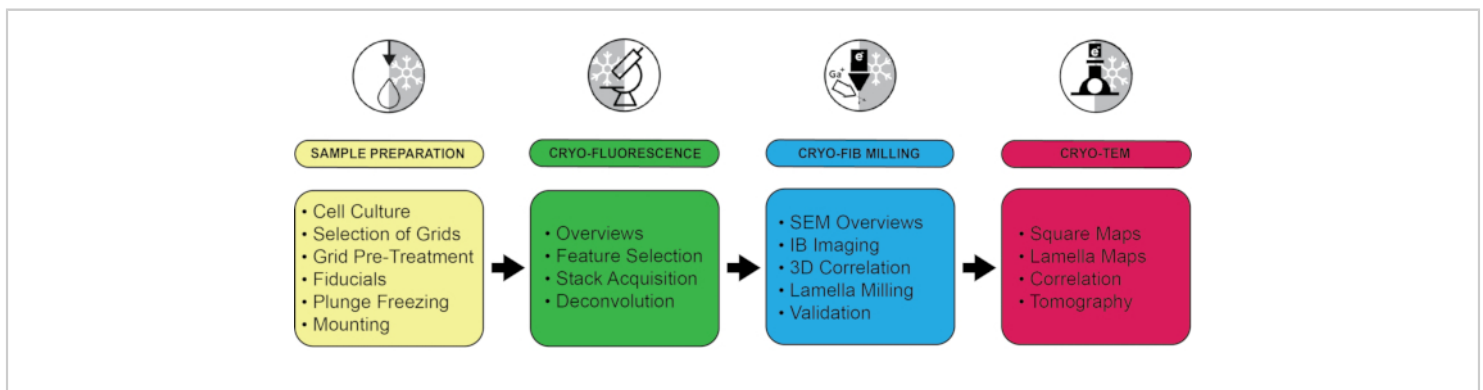 e-
Ga+
e-
SAMPLE PREPARATION
CRYO-FLUORESCENCE
CRYO-FIB MILLING
CRYO-TEM
• Cell Culture
• Selection of Grids
• Grid Pre-Treatment
• Fiducials
• Plunge Freezing
• Mounting
• Overviews
• Feature Selection
• Stack Acquisition
• Deconvolution
• SEM Overviews
• IB Imaging
• 3D Correlation
• Lamella Milling
• Validation
• Square Maps
• Lamella Maps
• Correlation
• Tomography